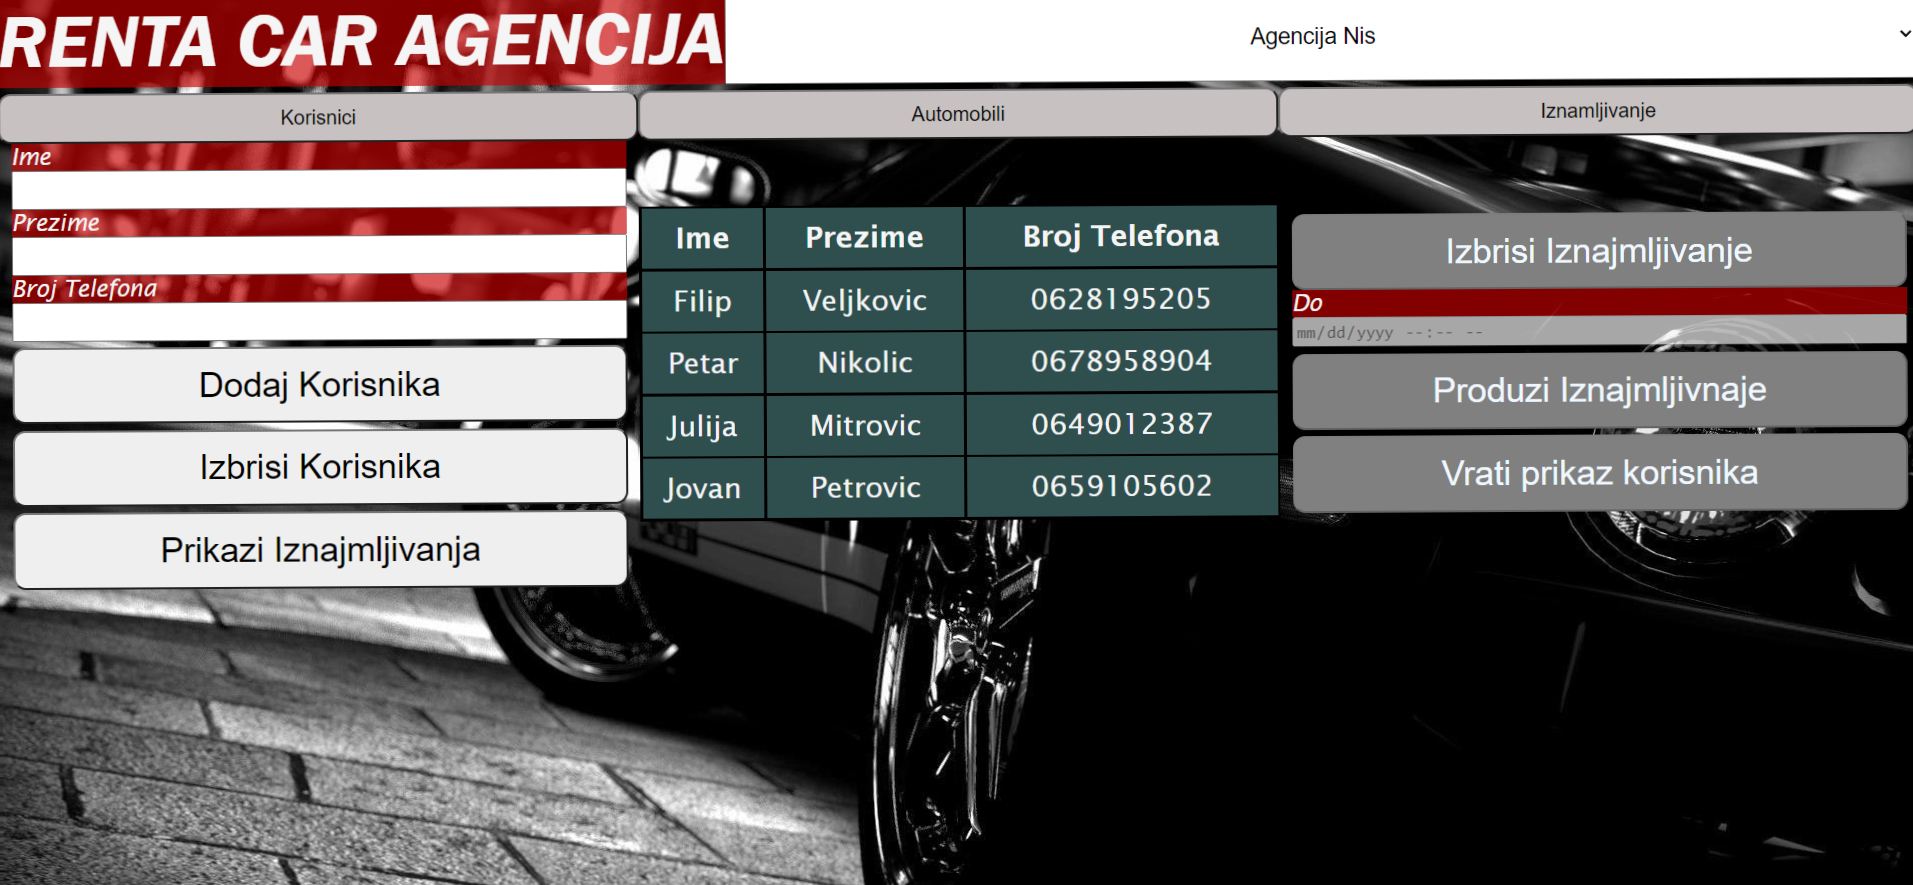 RENTA CAR AGENCIJA
Agencija Nis
Korisnici
Automobili
Iznamljivanje
Ime
Prezime
Broj Telefona
Dodaj Korisnika
Izbrisi Korisnika
Prikazi Iznajmljivanja
Ime Prezime Broj Telefona
Filip Veljkovic 0628195205
Petar Nikolic 0678958904
Julija Mitrovic 0649012387
Jovan Petrovic 0659105602
Izbrisi Iznajmljivanje
Do
mm/dd/yyyy --:-- --
Produzi Iznajmljivnaje
Vrati prikaz korisnika